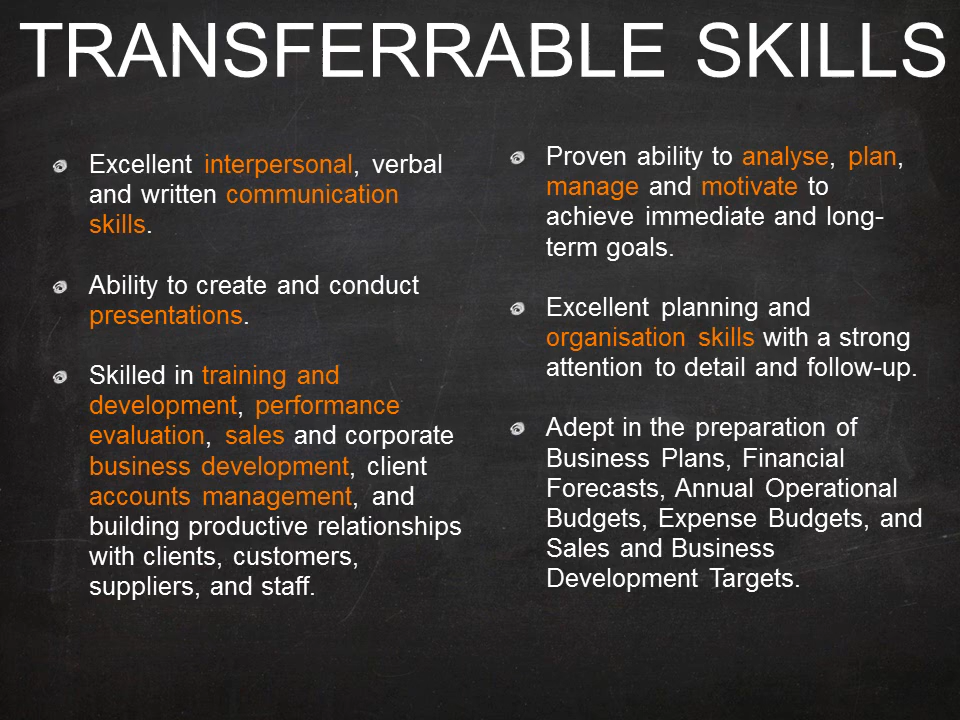 TRANSFERRABLE SKILLS
Excellent interpersonal, verbal
and written communication
skills.
Ability to create and conduct
presentations.
Skilled in training and
development, performance
evaluation, sales and corporate
business development, client
accounts management, and
building productive relationships
with clients, customers,
suppliers, and staff.
Proven ability to analyse, plan,
manage and motivate to
achieve immediate and long-
term goals.
Excellent planning and
organisation skills with a strong
attention to detail and follow-up.
Adept in the preparation of
Business Plans, Financial
Forecasts, Annual Operational
Budgets, Expense Budgets, and
Sales and Business
Development Targets.